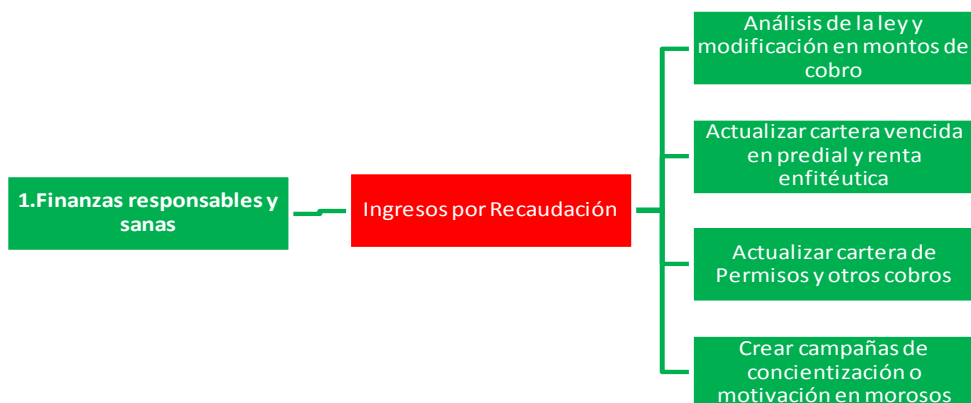 1.Finanzas responsables y
sanas
Ingresos por Recaudación
Análisis de la ley y
modificación en montos de
cobro
Actualizar cartera vencida
en predial y renta
enfitéutica
Actualizar cartera de
Permisos y otros cobros
Crear campañas de
concientización o
motivación en morosos